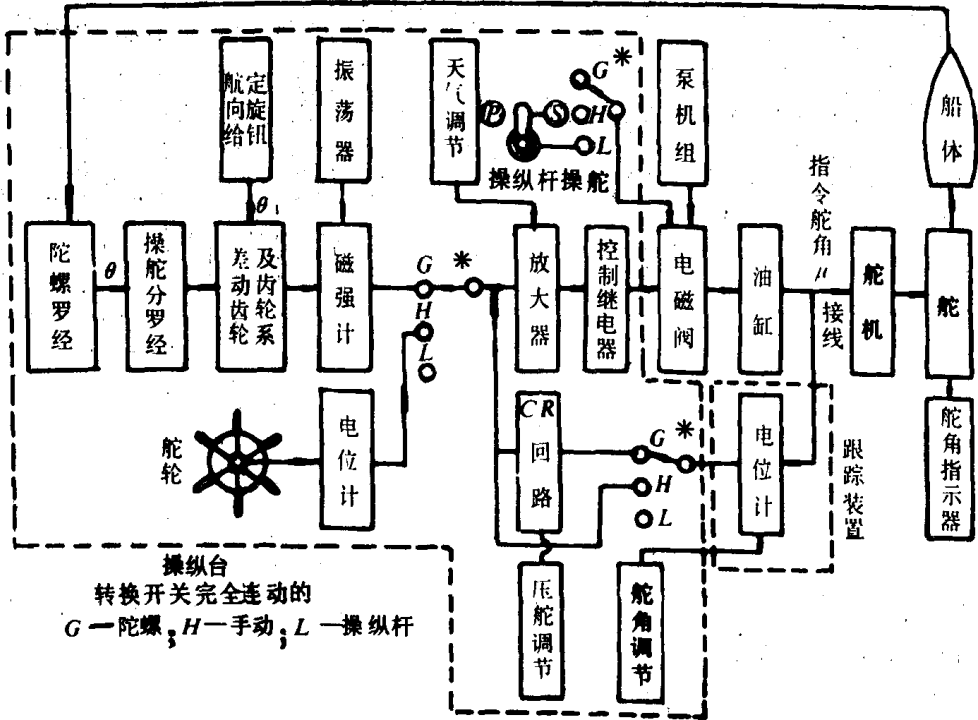 航向给
定旋钮
振荡器
天气调节
G
*
P
S
H
L
操纵杆操舵
泵机组
船体
指令舵角μ
θ
θ₁
陀螺罗经
操舵分罗经
差动齿轮
及齿轮系
磁强计
G
*
H
L
放大器
控制继电器
电磁阀
油缸
接线
舵机
舵
舵轮
电位计
CR
回路
G
*
H
L
电位计
跟踪装置
舵角指示器
操纵台
转换开关完全连动的
G—陀螺;H—手动;L—操纵杆
压舵调节
舵角调节